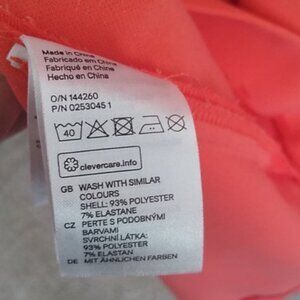 Made in China
Fabricado em China
Fabriqué en China
Hecho en China
O/N 144260
P/N 0253045 1
40
clevercare.info
GB WASH WITH SIMILAR
COLOURS
SHELL: 93% POLYESTER
7% ELASTANE
CZ PERTE S PODOBNÝMI
BARVAMI
SVRCHNÍ LÁTKA:
93% POLYESTER
7% ELASTAN
DE MIT ÄHNLICHEN FARBEN